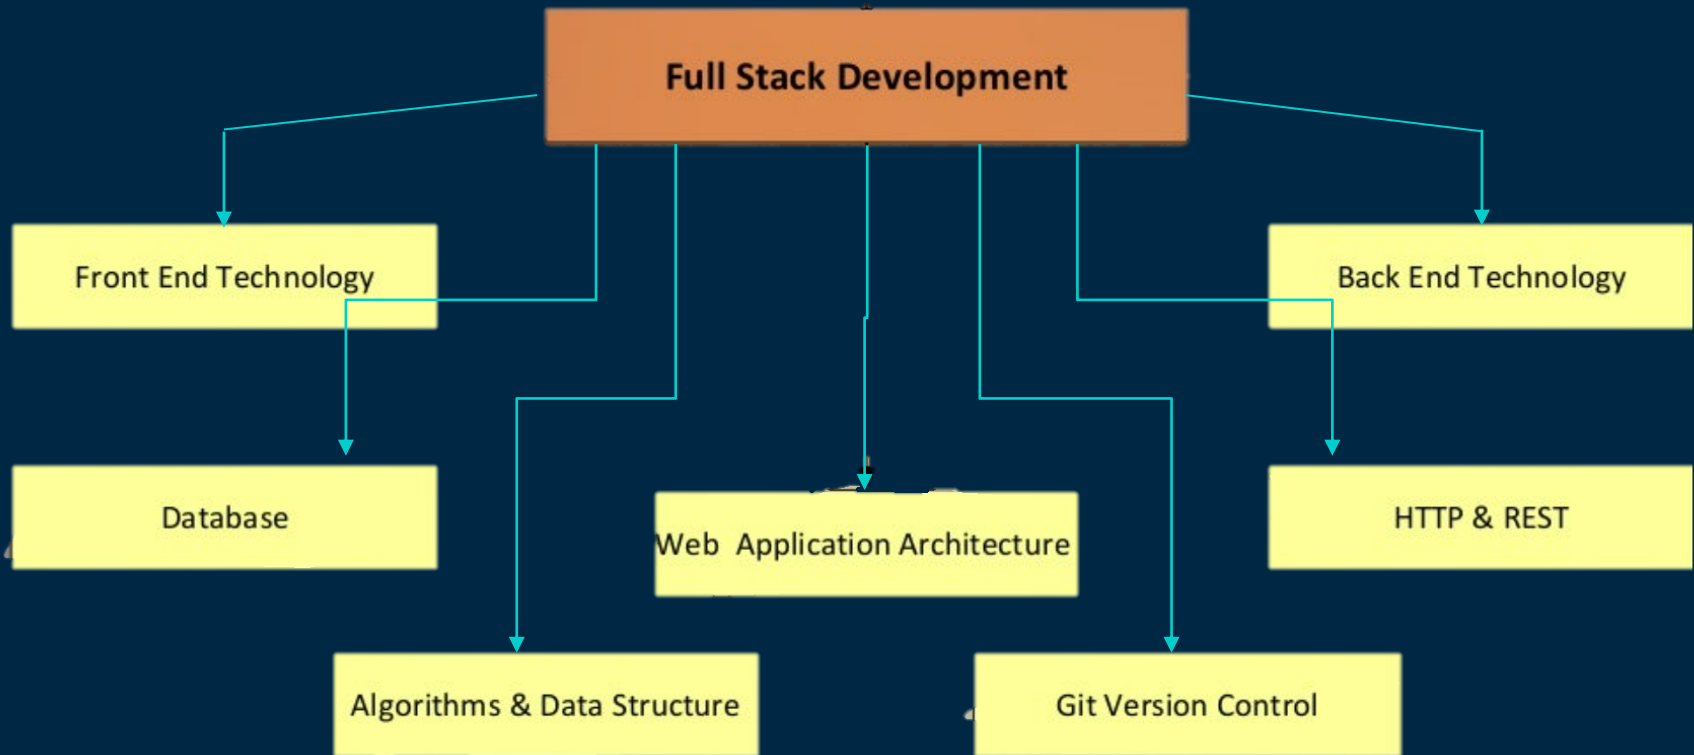 Full Stack Development
Front End Technology
Back End Technology
Database
Web  Application Architecture
HTTP & REST
Algorithms & Data Structure
Git Version Control